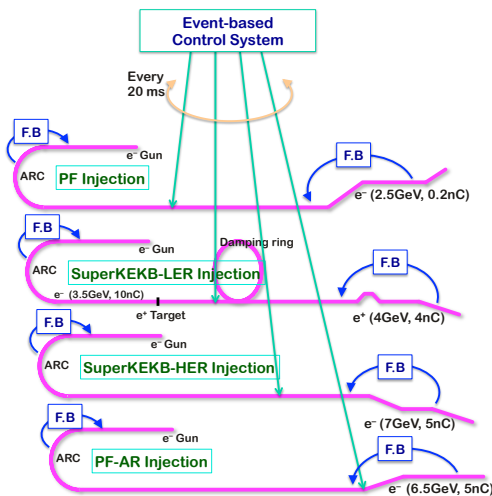 Event-based
Control System
Every
20 ms
F.B
F.B
e⁻ Gun
ARC
PF Injection
e⁻ (2.5GeV, 0.2nC)
F.B
e⁻ Gun
Damping ring
F.B
ARC
SuperKEKB-LER Injection
e⁻ (3.5GeV, 10nC)
e⁺ Target
e⁺ (4GeV, 4nC)
F.B
e⁻ Gun
ARC
SuperKEKB-HER Injection
F.B
e⁻ (7GeV, 5nC)
F.B
e⁻ Gun
F.B
ARC
PF-AR Injection
e⁻ (6.5GeV, 5nC)